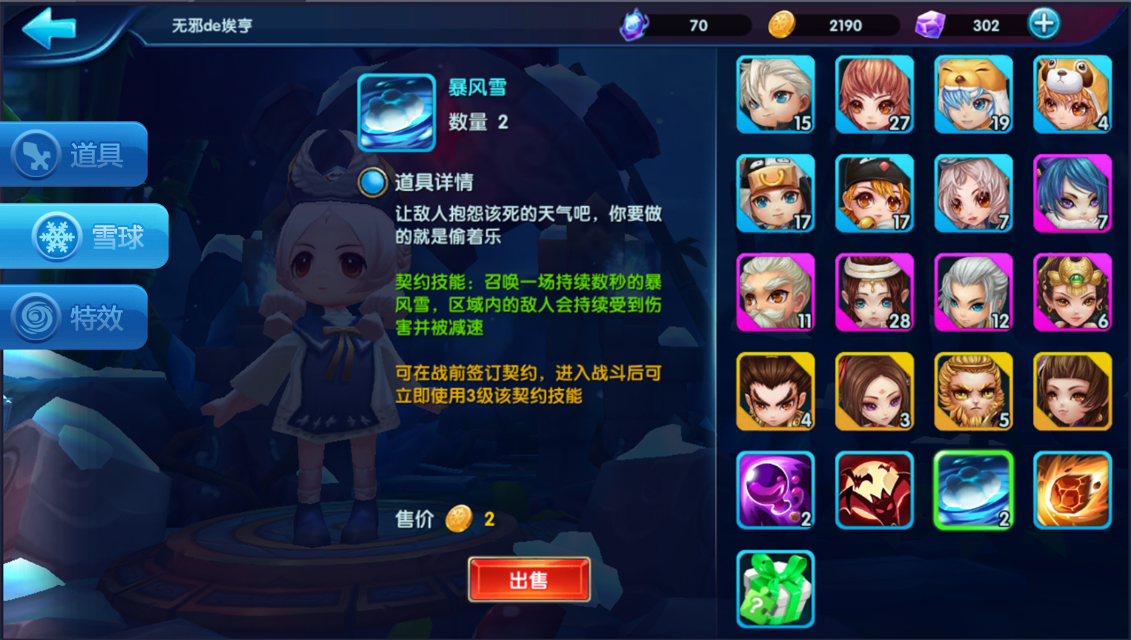 无邪de埃亨
70
2190
302
道具
雪球
特效
暴风雪
数量 2
道具详情
让敌人抱怨该死的天气吧，你要做
的就是偷着乐
契约技能：召唤一场持续数秒的暴
风雪，区域内的敌人会持续受到伤
害并被减速
可在战前签订契约，进入战斗后可
立即使用3级该契约技能
售价 2
出售
15 27 19 4
17 17 7 7
11 28 12 6
4 3 5
2 2
?